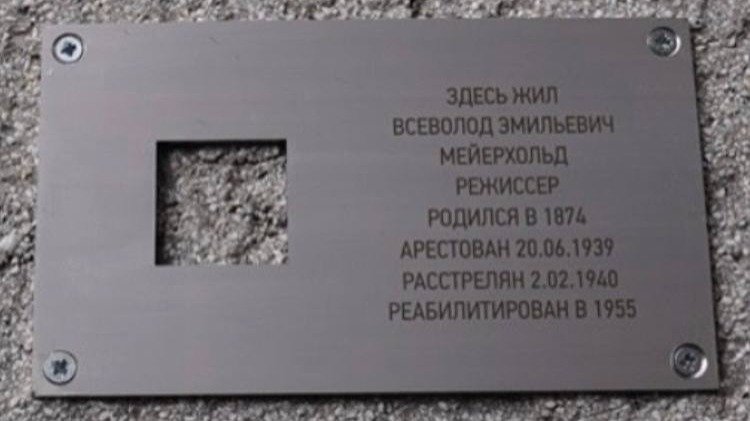 ЗДЕСЬ ЖИЛ
ВСЕВОЛОД ЭМИЛЬЕВИЧ
МЕЙЕРХОЛЬД
РЕЖИССЕР
РОДИЛСЯ В 1874
АРЕСТОВАН 20.06.1939
РАССТРЕЛЯН 2.02.1940
РЕАБИЛИТИРОВАН В 1955